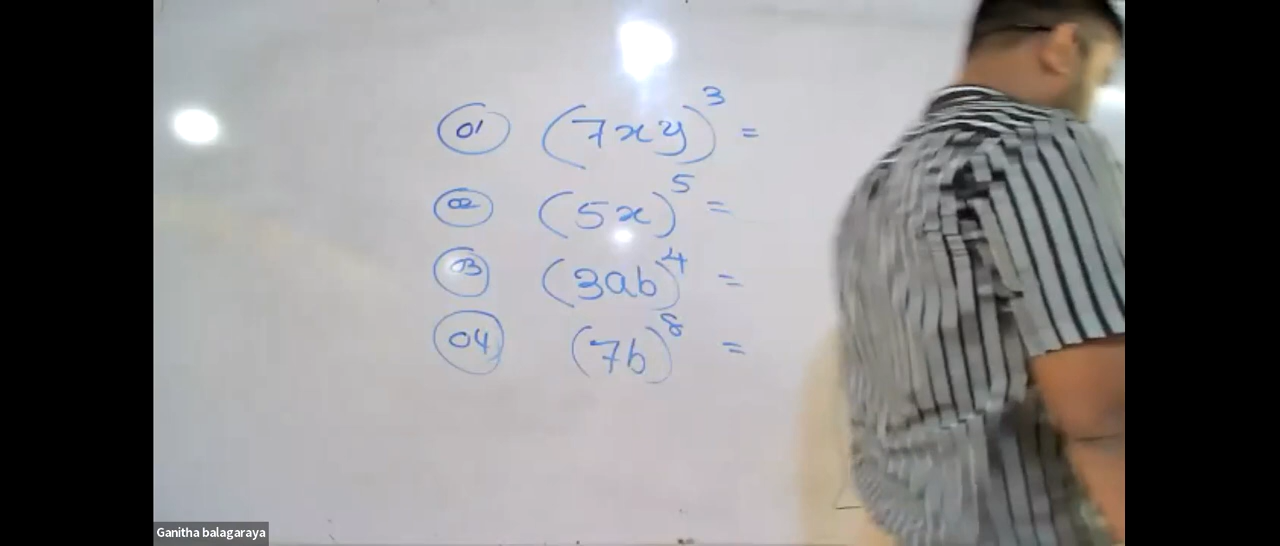 01 (7xy)³ =
02 (5x)⁵ =
03 (3ab)⁴ =
04 (7b)⁸ =
Ganitha balagaraya